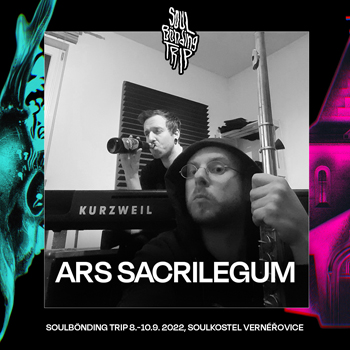 SOUL
Bönding
TRIP
KURZWEIL
ARS SACRILEGUM
SOULBÖNDING TRIP 8.-10.9. 2022, SOULKOSTEL VERNÉŘOVICE